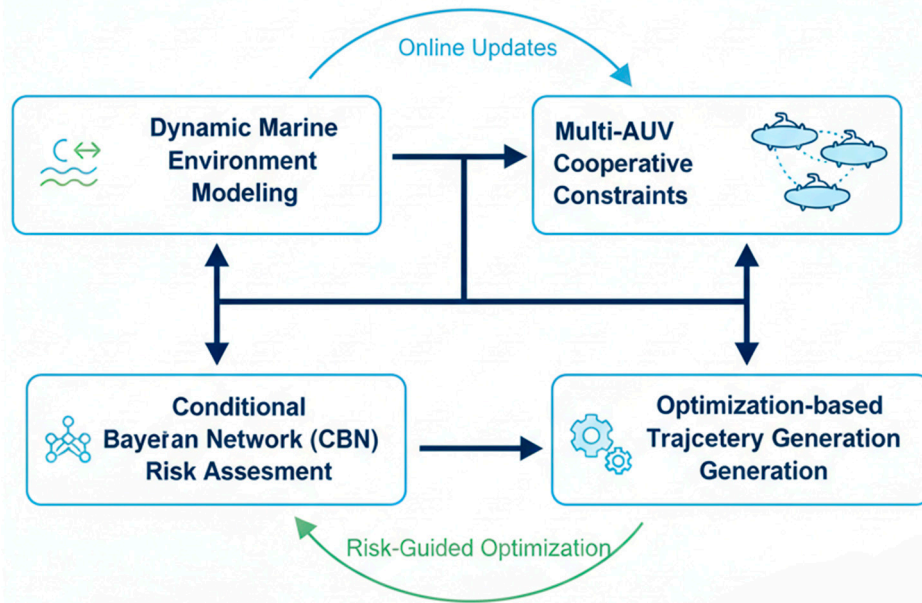 Online Updates
Dynamic Marine
Environment
Modeling
Multi-AUV
Cooperative
Constraints
Conditional
Bayeran Network (CBN)
Risk Assesment
Optimization-based
Trajcetery Generation
Generation
Risk-Guided Optimization